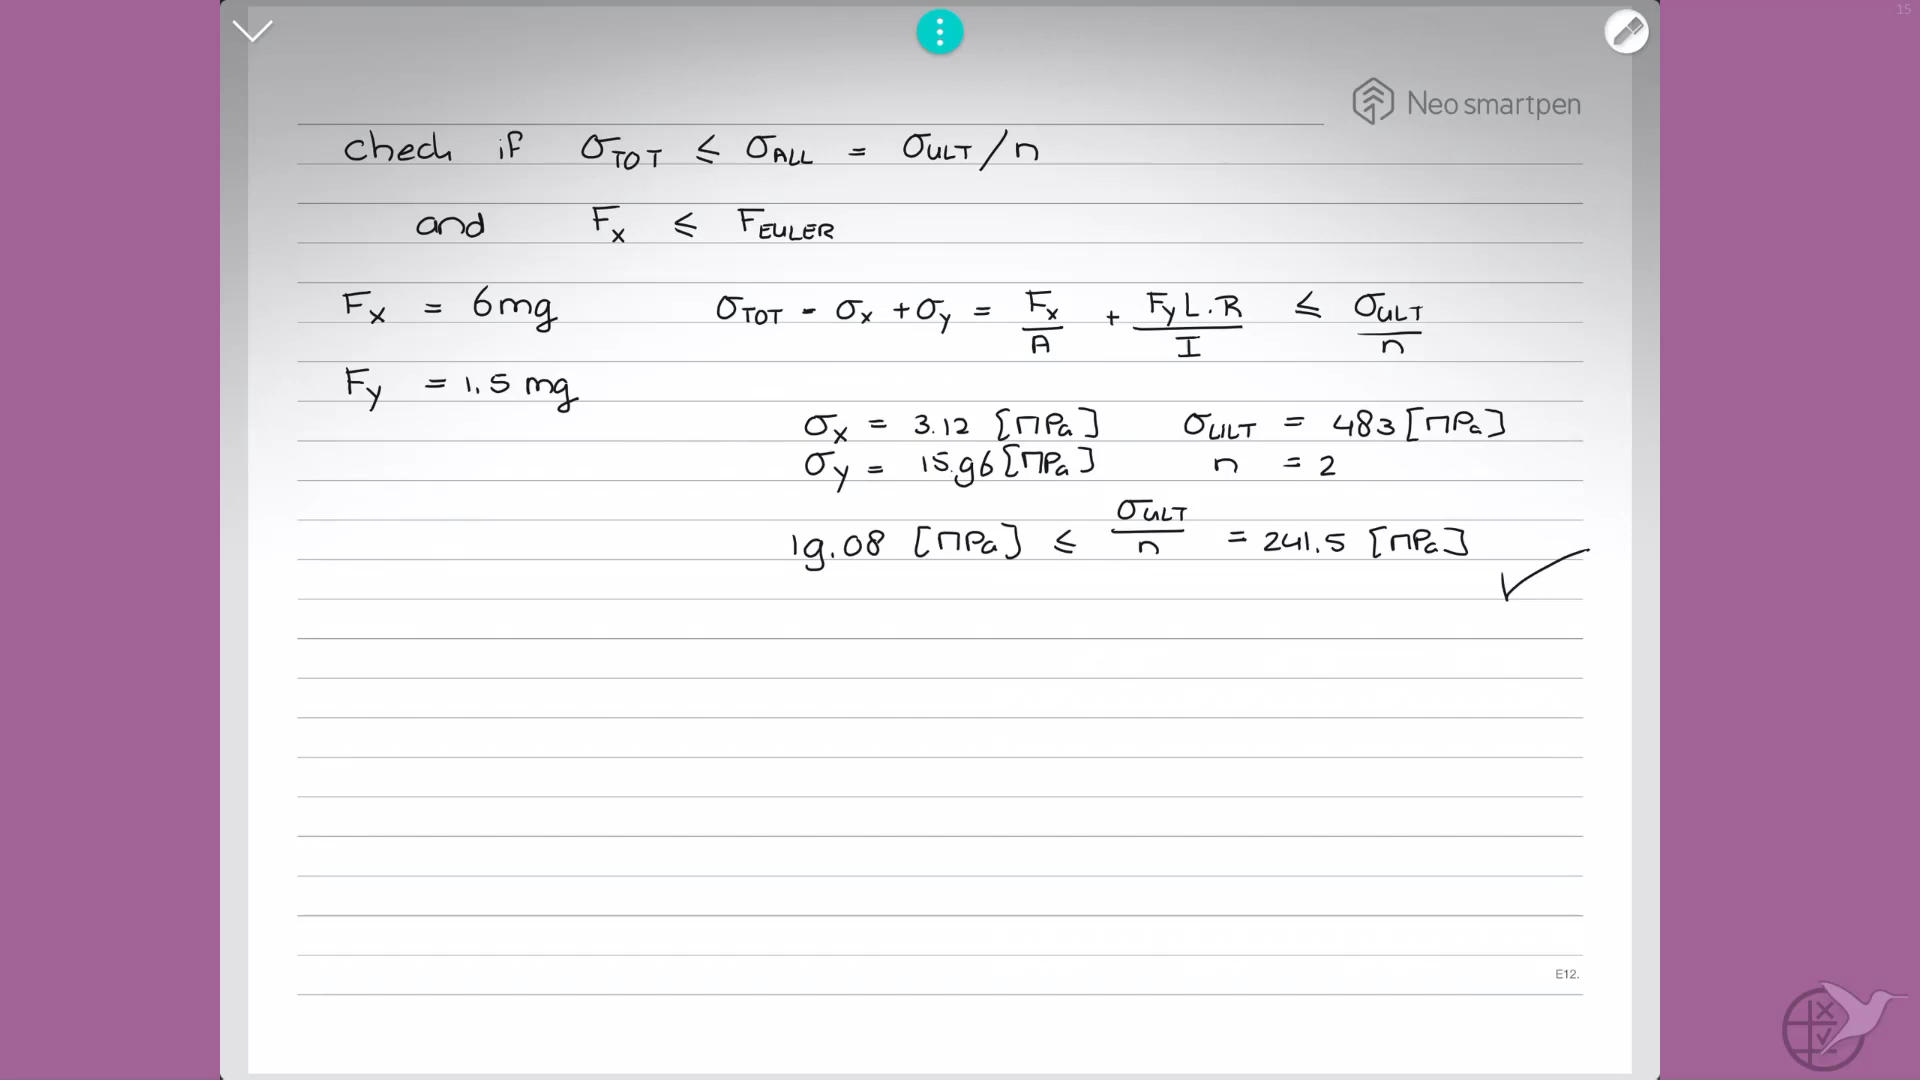 15
Neo smartpen
Check if σTOT ≤ σALL = σULT/n
and Fx ≤ FEULER
Fx = 6mg σTOT - σx + σy = Fx/A + FyL.R/I ≤ σULT/n
Fy = 1.5 mg
σx = 3.12 [MPa] σULT = 483 [MPa]
σy = 15.96 [MPa] n = 2
19.08 [MPa] ≤ σULT/n = 241.5 [MPa]
E12.